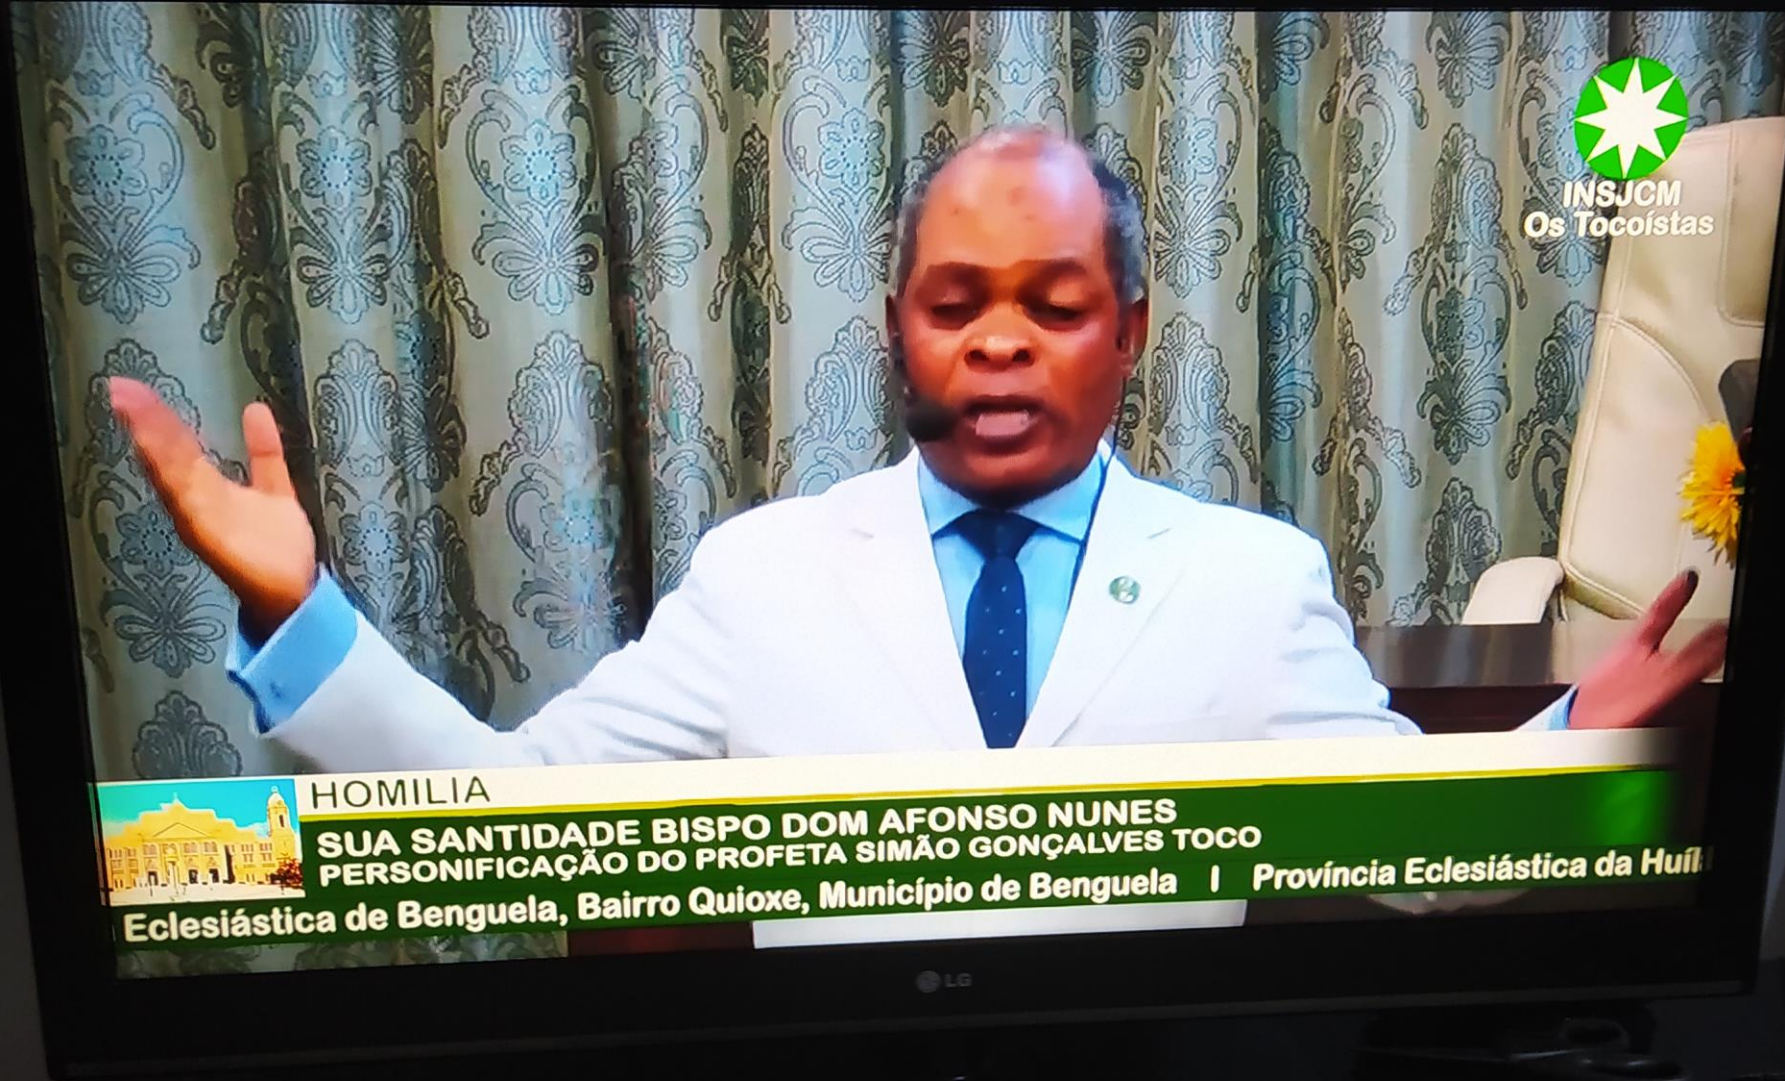 INSJCM
Os Tocoístas
HOMILIA
SUA SANTIDADE BISPO DOM AFONSO NUNES
PERSONIFICAÇÃO DO PROFETA SIMÃO GONÇALVES TOCO
Eclesiástica de Benguela, Bairro Quioxe, Município de Benguela | Província Eclesiástica da
LG